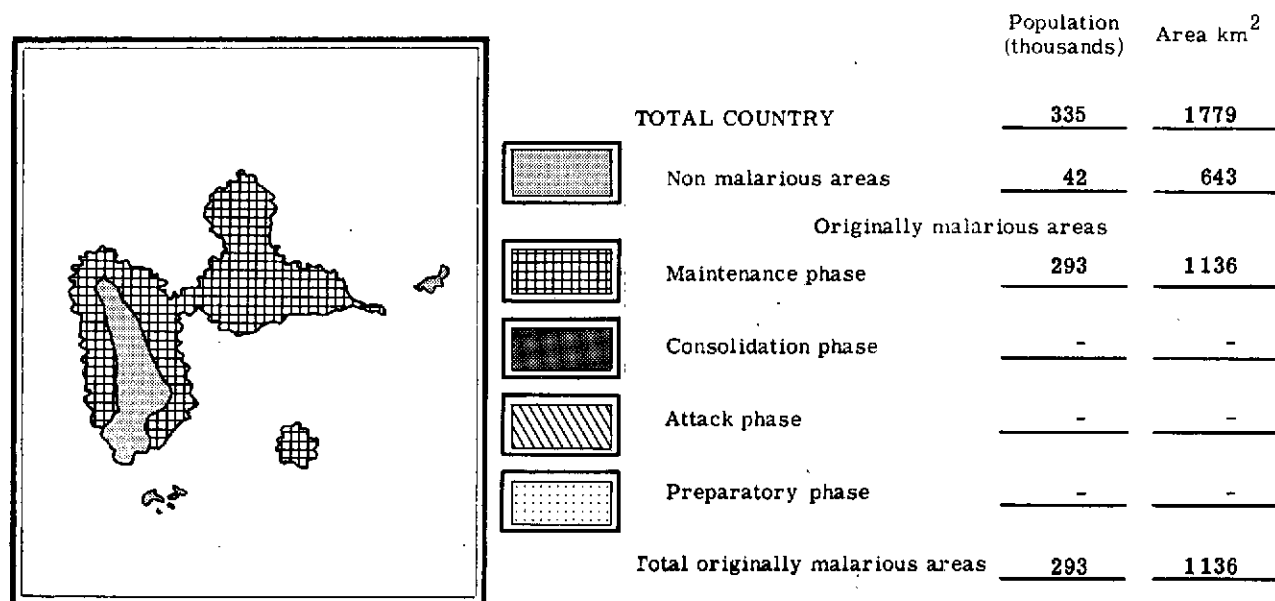 Population (thousands) Area km²
TOTAL COUNTRY 335 1779
Non malarious areas 42 643
Originally malarious areas
Maintenance phase 293 1136
Consolidation phase - -
Attack phase - -
Preparatory phase - -
Total originally malarious areas 293 1136